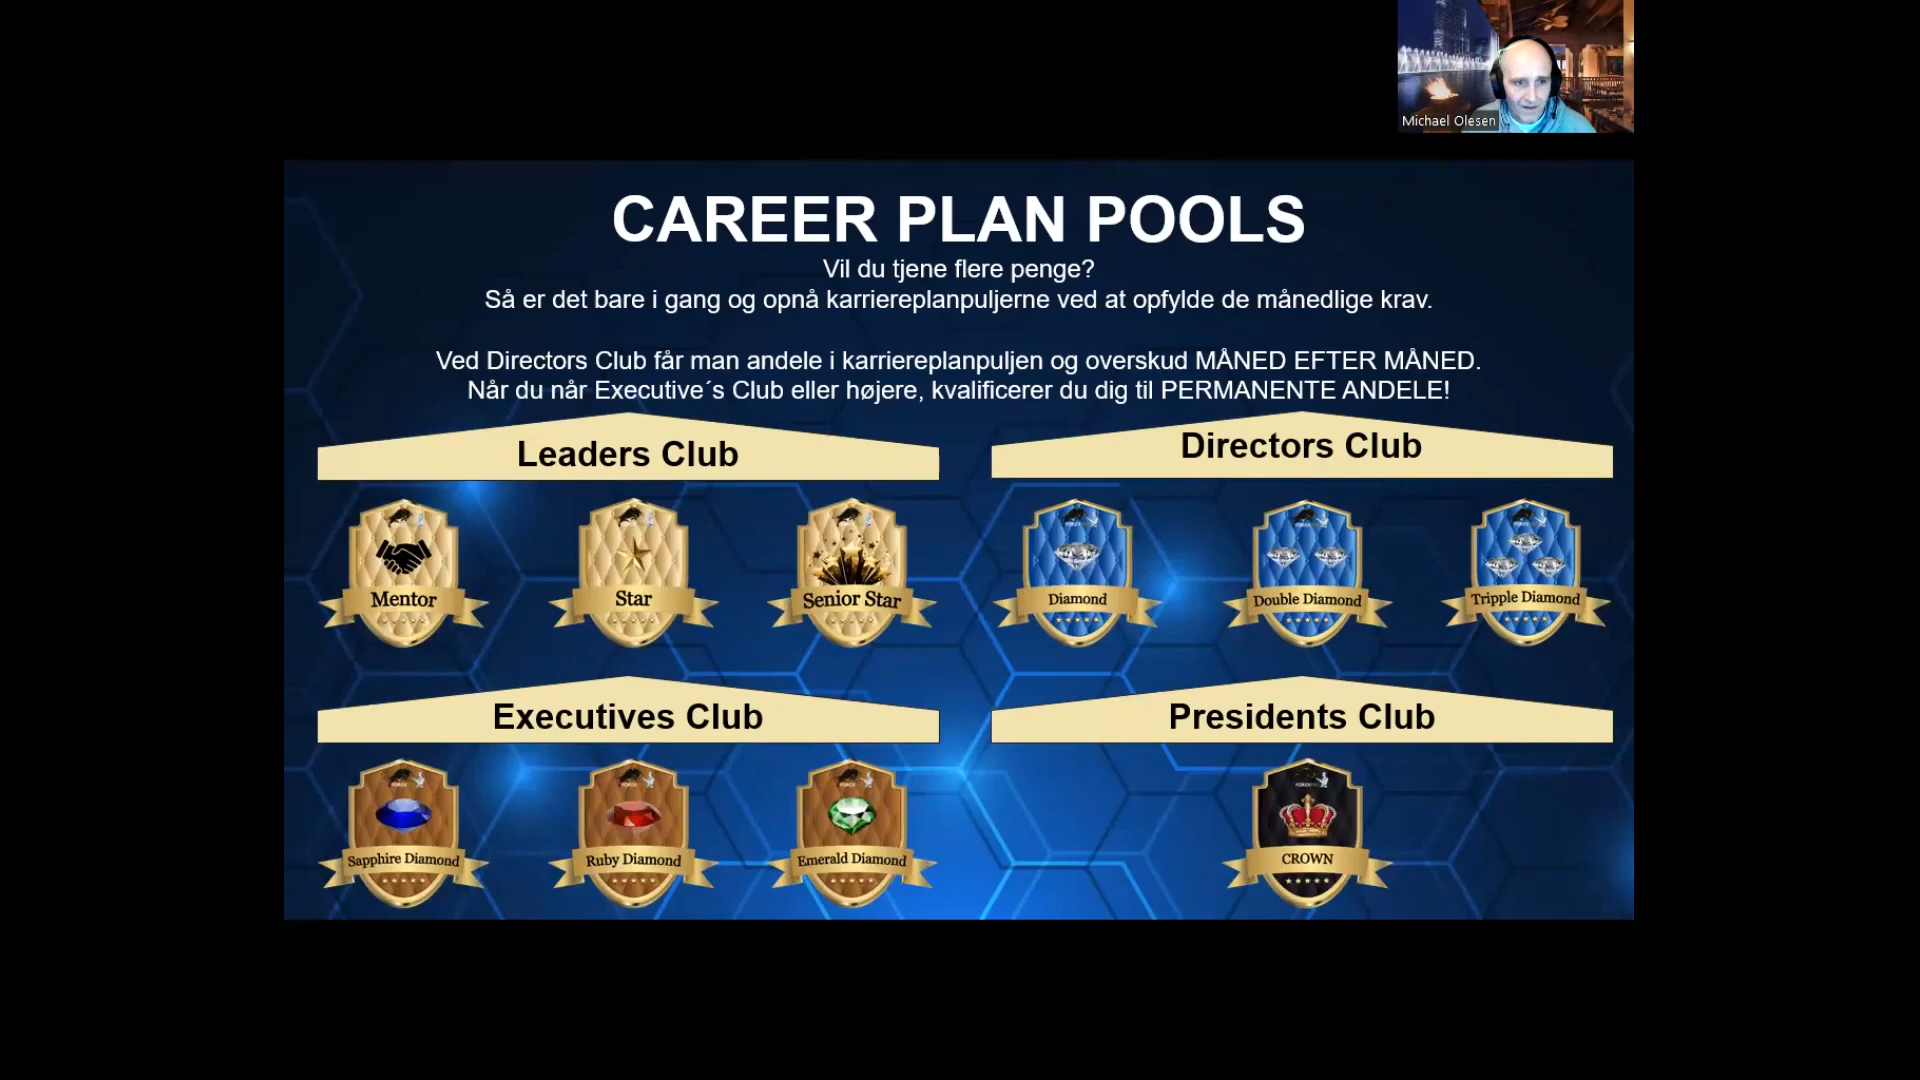 Michael Olesen
CAREER PLAN POOLS
Vil du tjene flere penge?
Så er det bare i gang og opnå karriereplanpuljerne ved at opfylde de månedlige krav.
Ved Directors Club får man andele i karriereplanpuljen og overskud MÅNED EFTER MÅNED.
Når du når Executive´s Club eller højere, kvalificerer du dig til PERMANENTE ANDELE!
Leaders Club
Mentor
Star
Senior Star
Directors Club
Diamond
Double Diamond
Tripple Diamond
Executives Club
Sapphire Diamond
Ruby Diamond
Emerald Diamond
Presidents Club
CROWN